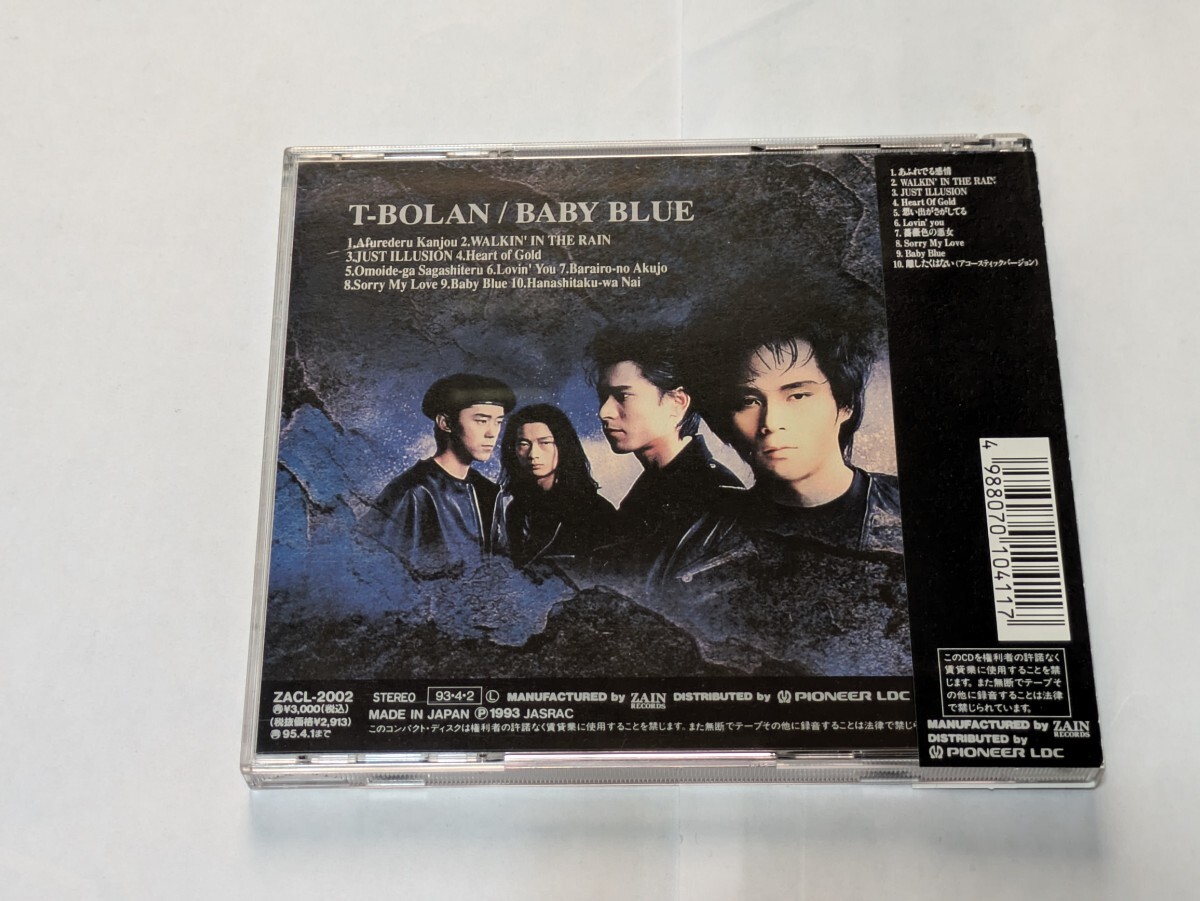 T-BOLAN / BABY BLUE
1.Afurederu Kanjou 2.WALKIN' IN THE RAIN
3.JUST ILLUSION 4.Heart of Gold
5.Omoide-ga Sagashiteru 6.Lovin' You 7.Barairo-no Akujo
8.Sorry My Love 9.Baby Blue 10.Hanashitaku-wa Nai
ZACL-2002 STEREO 93・4・2 Ⓛ MANUFACTURED by ZAIN RECORDS DISTRIBUTED by PIONEER LDC
㋐¥3,000(税込)
(税抜価格¥2,913) MADE IN JAPAN Ⓟ1993 JASRAC
㋐95.4.1まで このコンパクト・ディスクは権利者の許諾なく賃貸業に使用することを禁じます。また無断でテープその他に録音することは法律で禁じら
1. あふれでる感情
2. WALKIN' IN THE RAIN
3. JUST ILLUSION
4. Heart Of Gold
5. 思い出がさがしてる
6. Lovin' you
7. 薔薇色の悪女
8. Sorry My Love
9. Baby Blue
10. 離したくはない(アコースティックバージョン)
4 988070 104117
このCDを権利者の許諾なく
賃貸業に使用することを禁
じます。また無断でテープそ
の他に録音することは法律
で禁じられています。
MANUFACTURED by ZAIN RECORDS
DISTRIBUTED by
PIONEER LDC